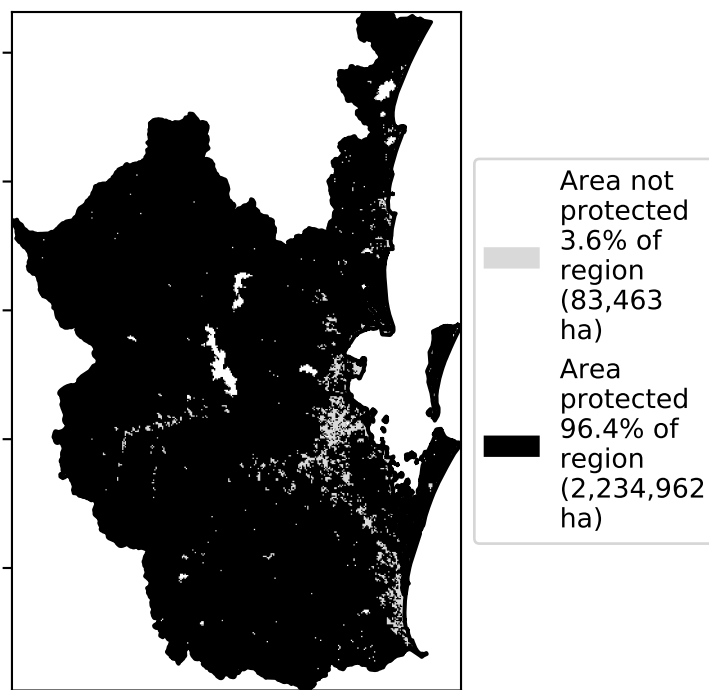 Area not
protected
3.6% of
region
(83,463
ha)
Area
protected
96.4% of
region
(2,234,962
ha)